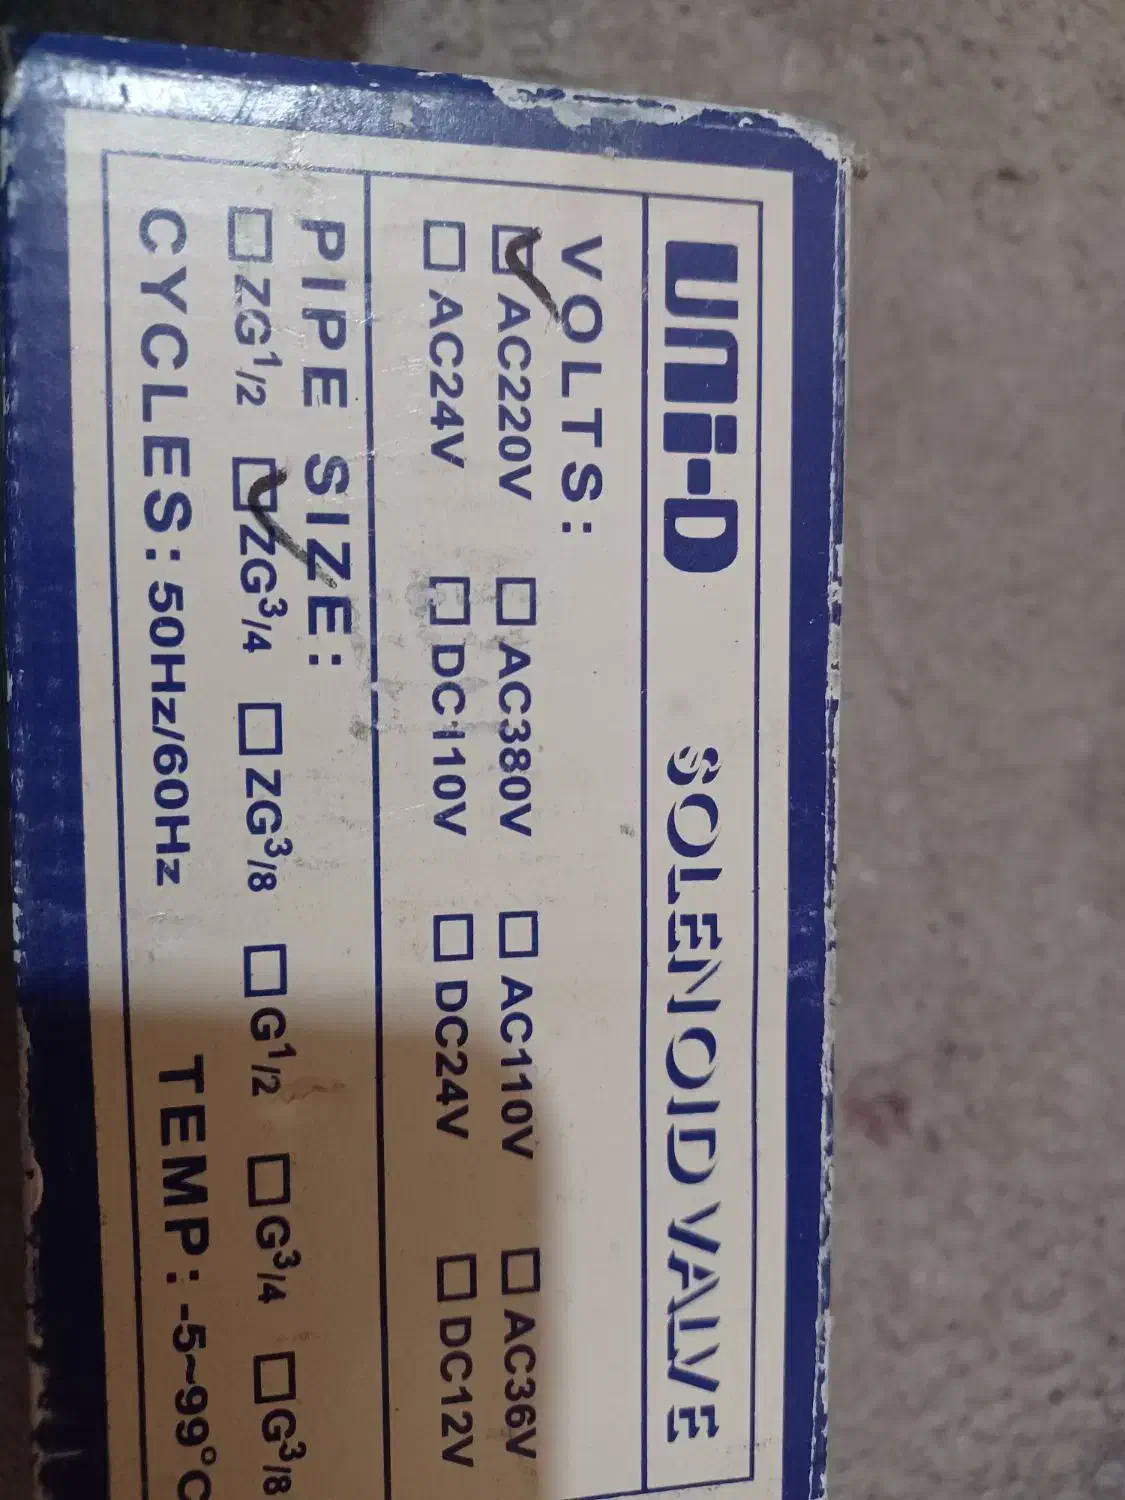 UNI-D SOLENOID VALVE
VOLTS:
☑ AC220V ☐ AC380V ☐ AC110V ☐ AC36V
☐ AC24V ☐ DC110V ☐ DC24V ☐ DC12V
PIPE SIZE:
☐ ZG1/2 ☑ ZG3/4 ☐ ZG3/8 ☐ G1/2 ☐ G3/4 ☐ G3/8
CYCLES: 50Hz/60Hz TEMP: -5~99°C